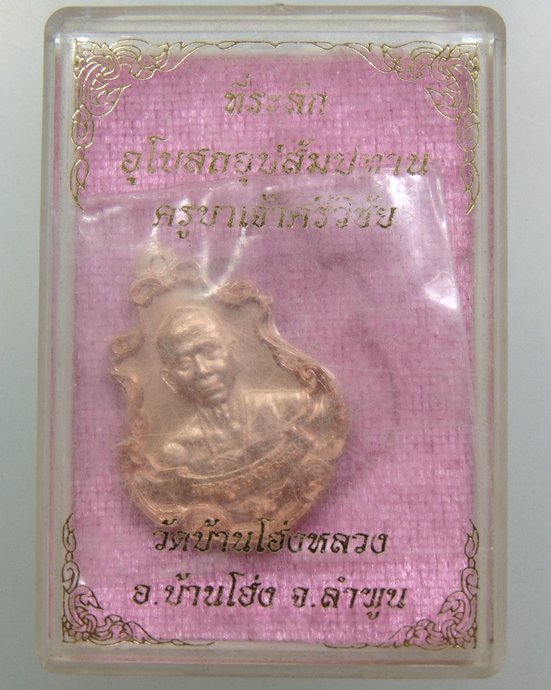 ที่ระลึก
อุโบสถอุปสัมปทาน
ครูบาเจ้าศรีวิชัย
วัดบ้านโฮ่งหลวง
อ.บ้านโฮ่ง จ.ลำพูน